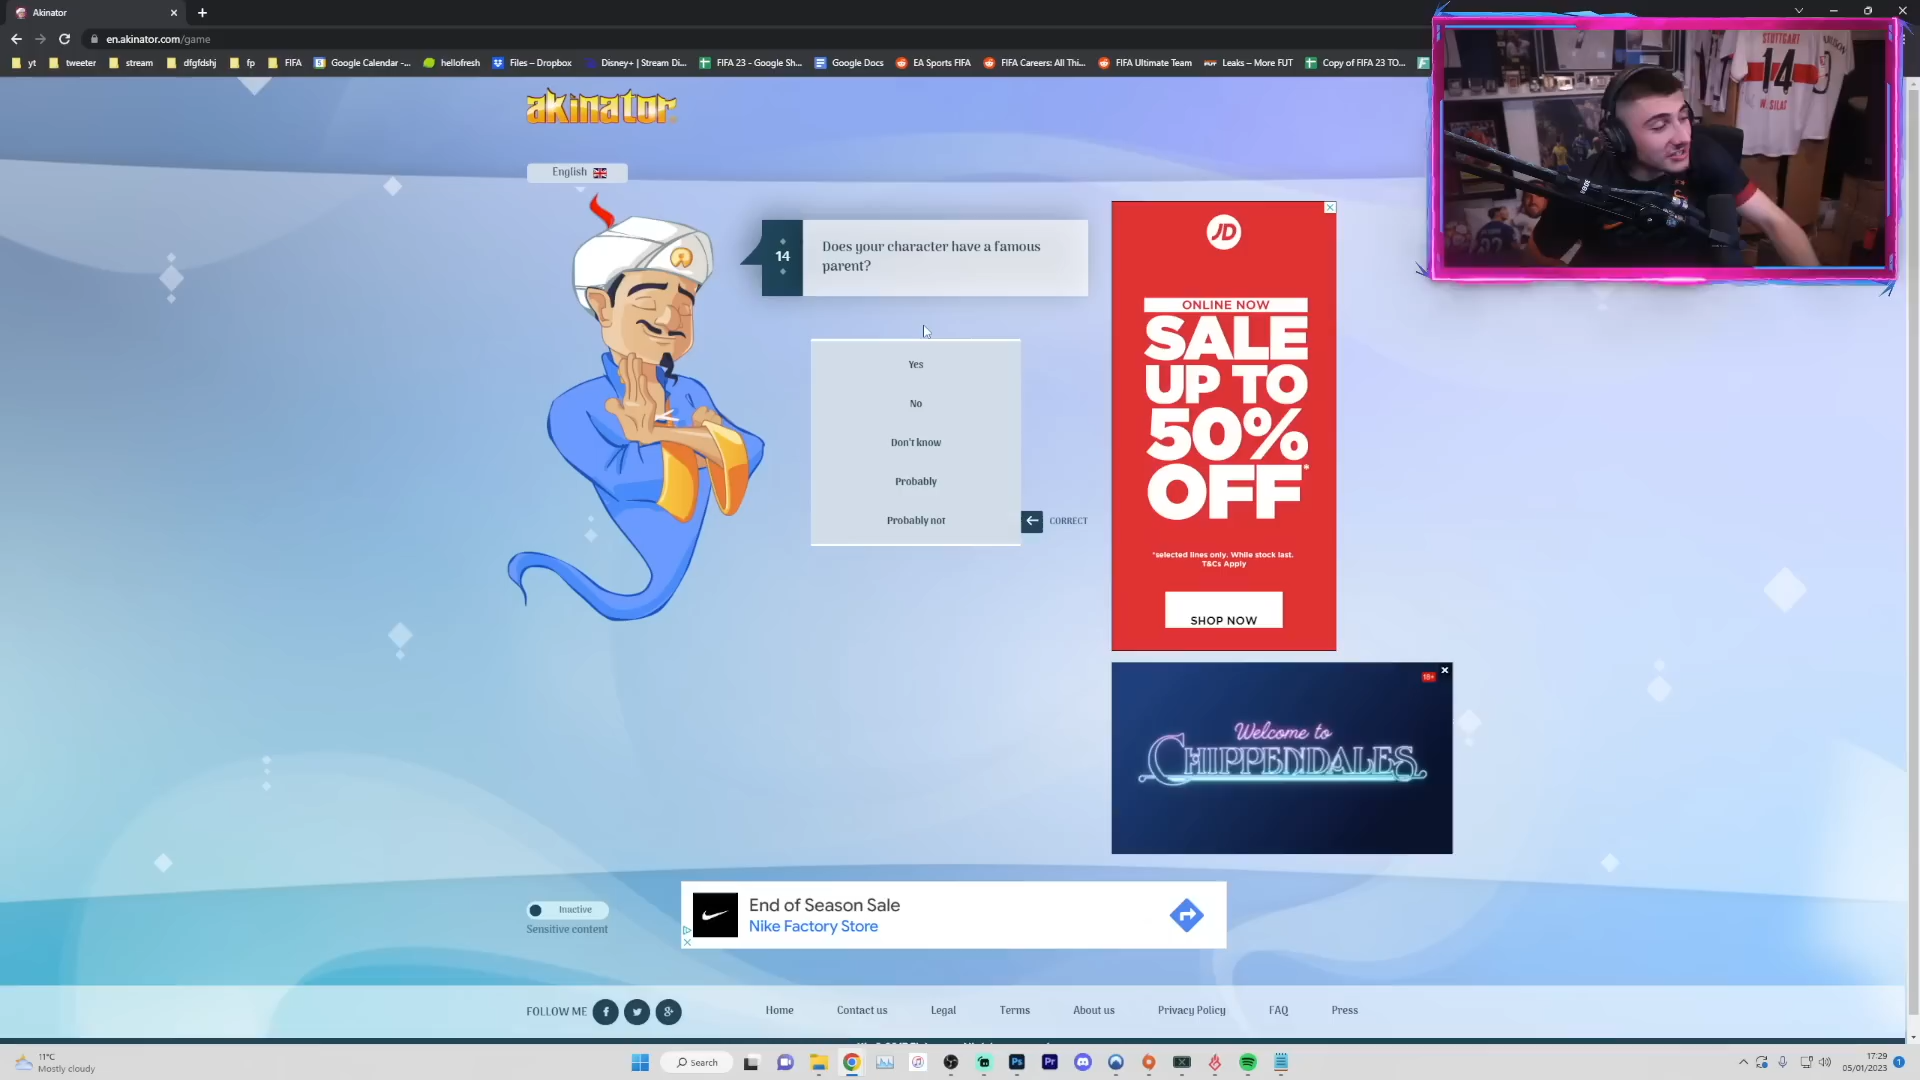 Akinator
en.akinator.com/game
yt
tweeter
stream
dfgfdshj
fp
FIFA
Google Calendar -...
hellofresh
Files – Dropbox
Disney+ | Stream Di...
FIFA 23 - Google Sh...
Google Docs
EA Sports FIFA
FIFA Careers: All Thi...
FIFA Ultimate Team
Leaks – More FUT
Copy of FIFA 23 TO...
STUTTGART
14
akinator
English
14
Does your character have a famous
parent?
Yes
No
Don't know
Probably
Probably not
CORRECT
JD
ONLINE NOW
SALE
UP TO
50%
OFF*
*selected lines only. While stock last.
T&Cs Apply
SHOP NOW
18+
Welcome to
CHIPPENDALES
Inactive
Sensitive content
End of Season Sale
Nike Factory Store
FOLLOW ME
Home
Contact us
Legal
Terms
About us
Privacy Policy
FAQ
Press
11°C
Mostly cloudy
Search
17:29
05/01/2023